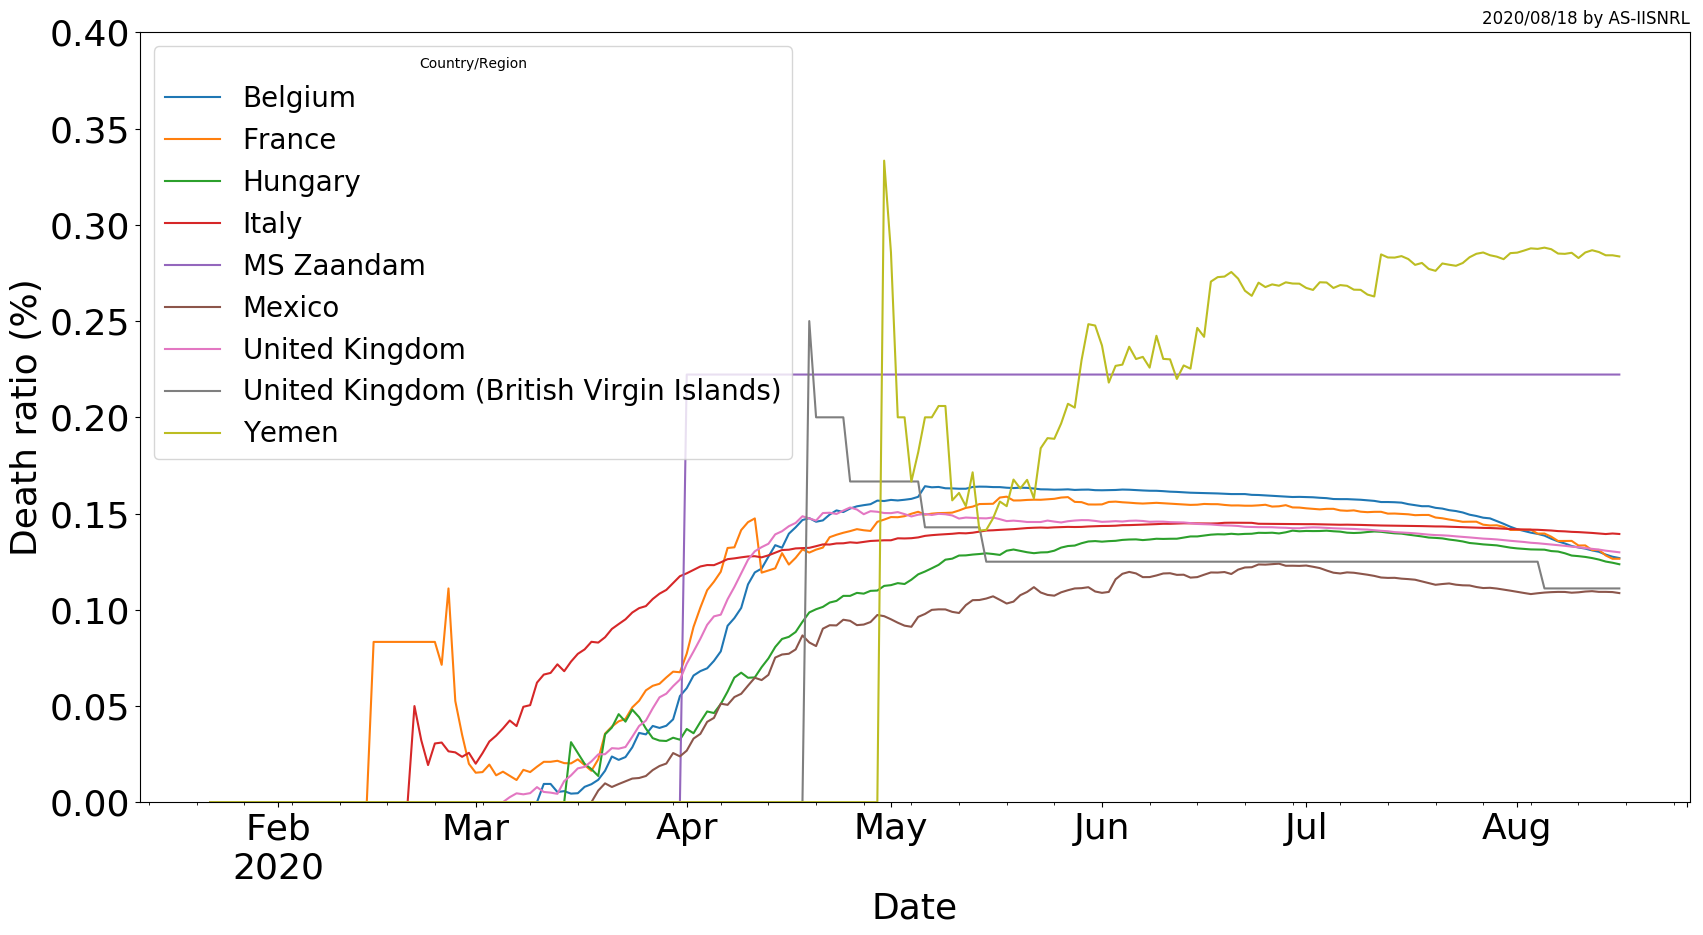 2020/08/18 by AS-IISNRL
Country/Region
Belgium
France
Hungary
Italy
MS Zaandam
Mexico
United Kingdom
United Kingdom (British Virgin Islands)
Yemen
Death ratio (%)
0.40
0.35
0.30
0.25
0.20
0.15
0.10
0.05
0.00
Feb Mar Apr May Jun Jul Aug
2020
Date